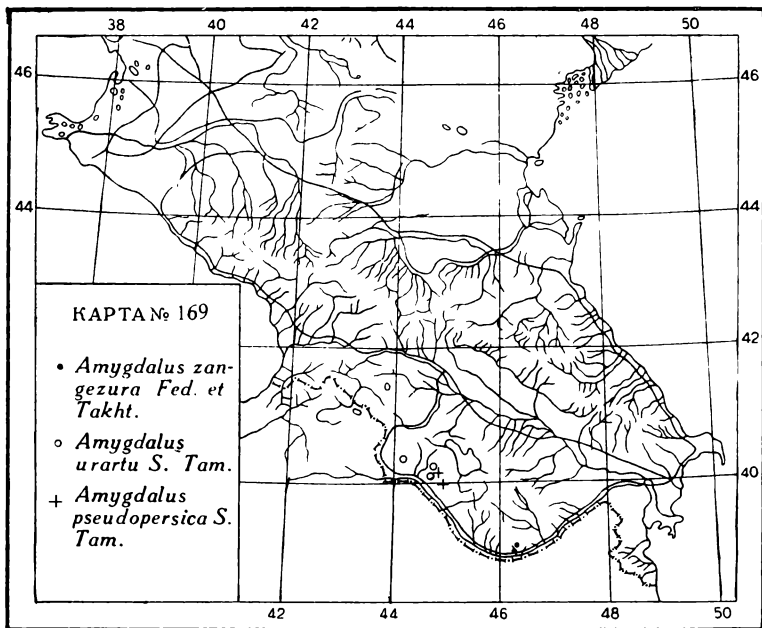 38 40 42 44 46 48 50
46 46
44 44
КАРТА № 169
• Amygdalus zan-
gezura Fed. et
Takht.
42
○ Amygdalus
urartu S. Tam.
40
+ Amygdalus
pseudopersica S.
Tam.
42 44 46 48 50